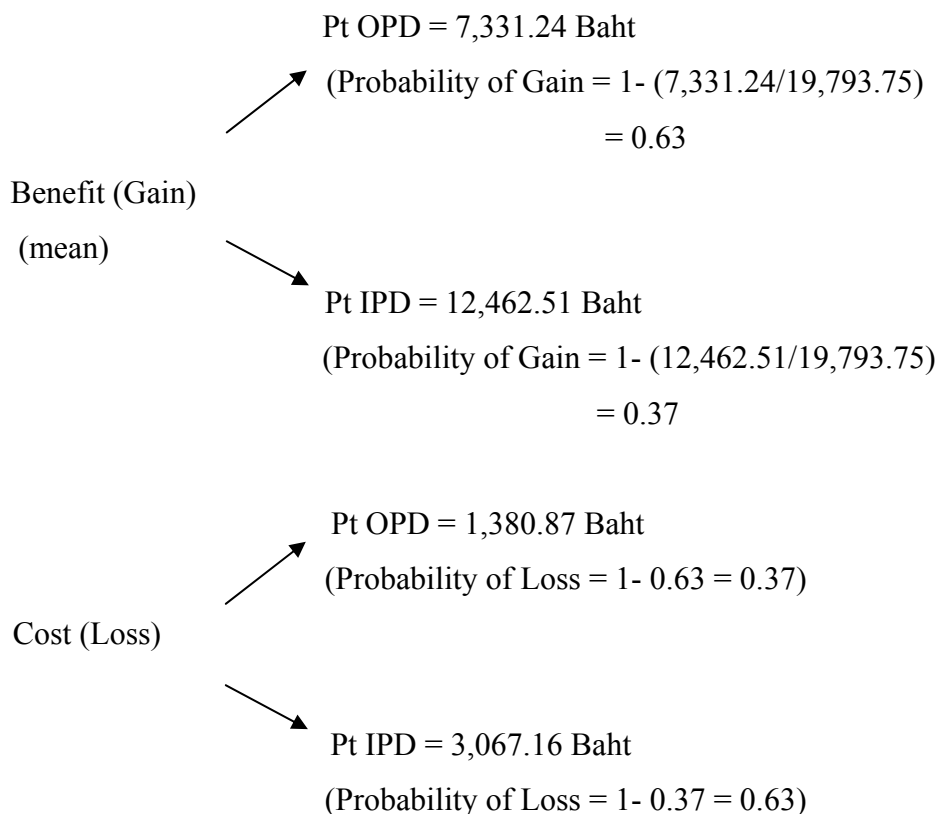 Pt OPD = 7,331.24 Baht
(Probability of Gain = 1- (7,331.24/19,793.75)
= 0.63
Benefit (Gain)
(mean)
Pt IPD = 12,462.51 Baht
(Probability of Gain = 1- (12,462.51/19,793.75)
= 0.37
Pt OPD = 1,380.87 Baht
(Probability of Loss = 1- 0.63 = 0.37)
Cost (Loss)
Pt IPD = 3,067.16 Baht
(Probability of Loss = 1- 0.37 = 0.63)